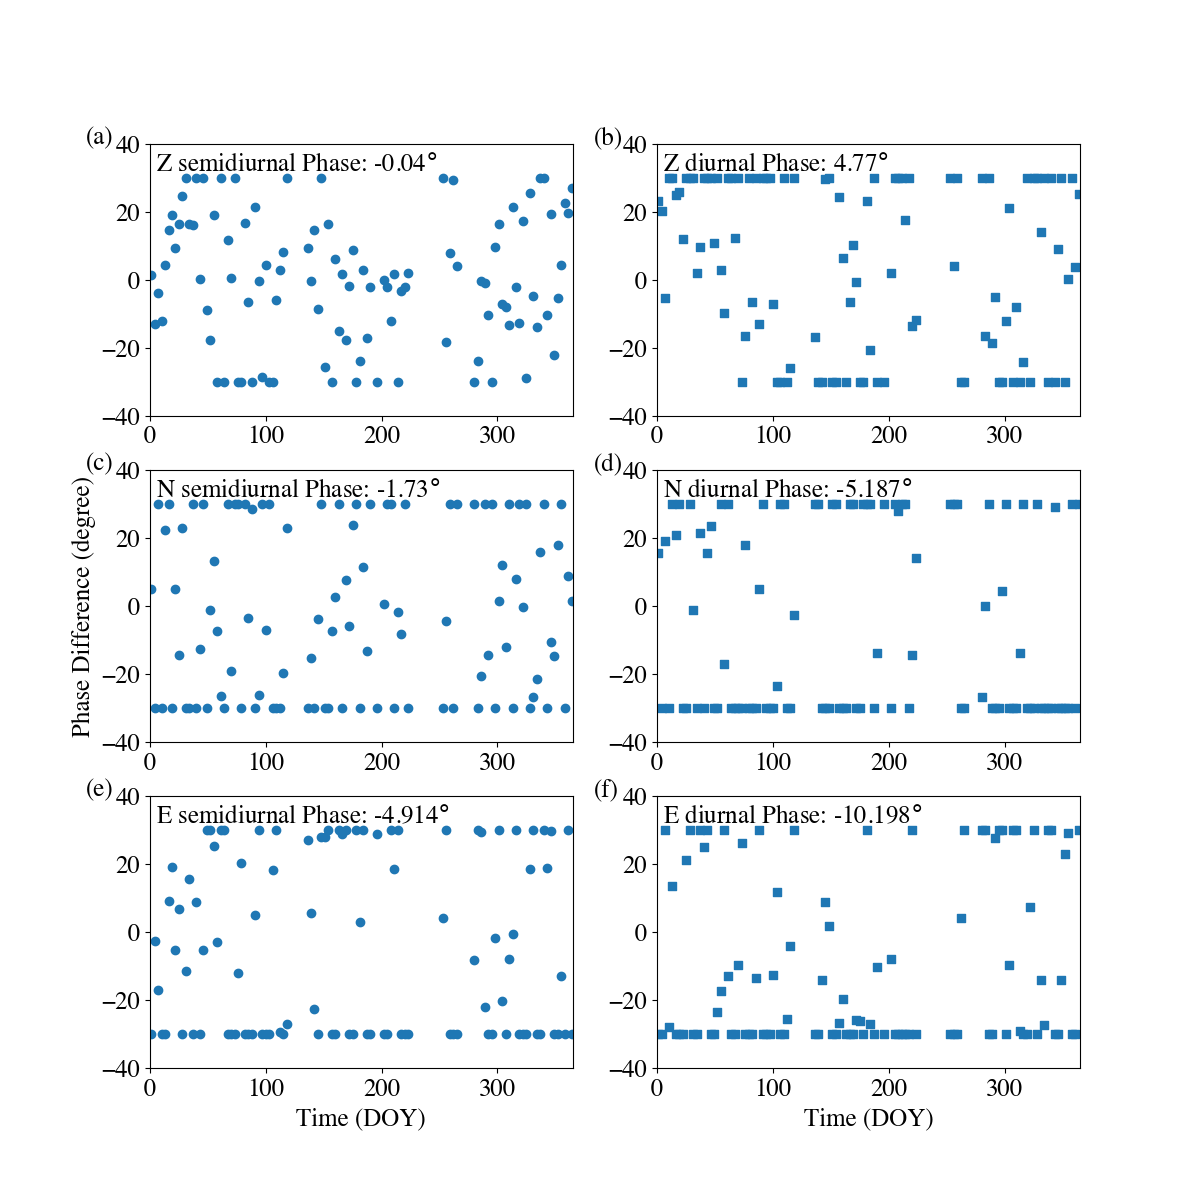 (a)
Z semidiurnal Phase: -0.04°
40
20
0
−20
−40
0 100 200 300
(b)
Z diurnal Phase: 4.77°
40
20
0
−20
−40
0 100 200 300
Phase Difference (degree)
(c)
N semidiurnal Phase: -1.73°
40
20
0
−20
−40
0 100 200 300
(d)
N diurnal Phase: -5.187°
40
20
0
−20
−40
0 100 200 300
(e)
E semidiurnal Phase: -4.914°
40
20
0
−20
−40
0 100 200 300
Time (DOY)
(f)
E diurnal Phase: -10.198°
40
20
0
−20
−40
0 100 200 300
Time (DOY)